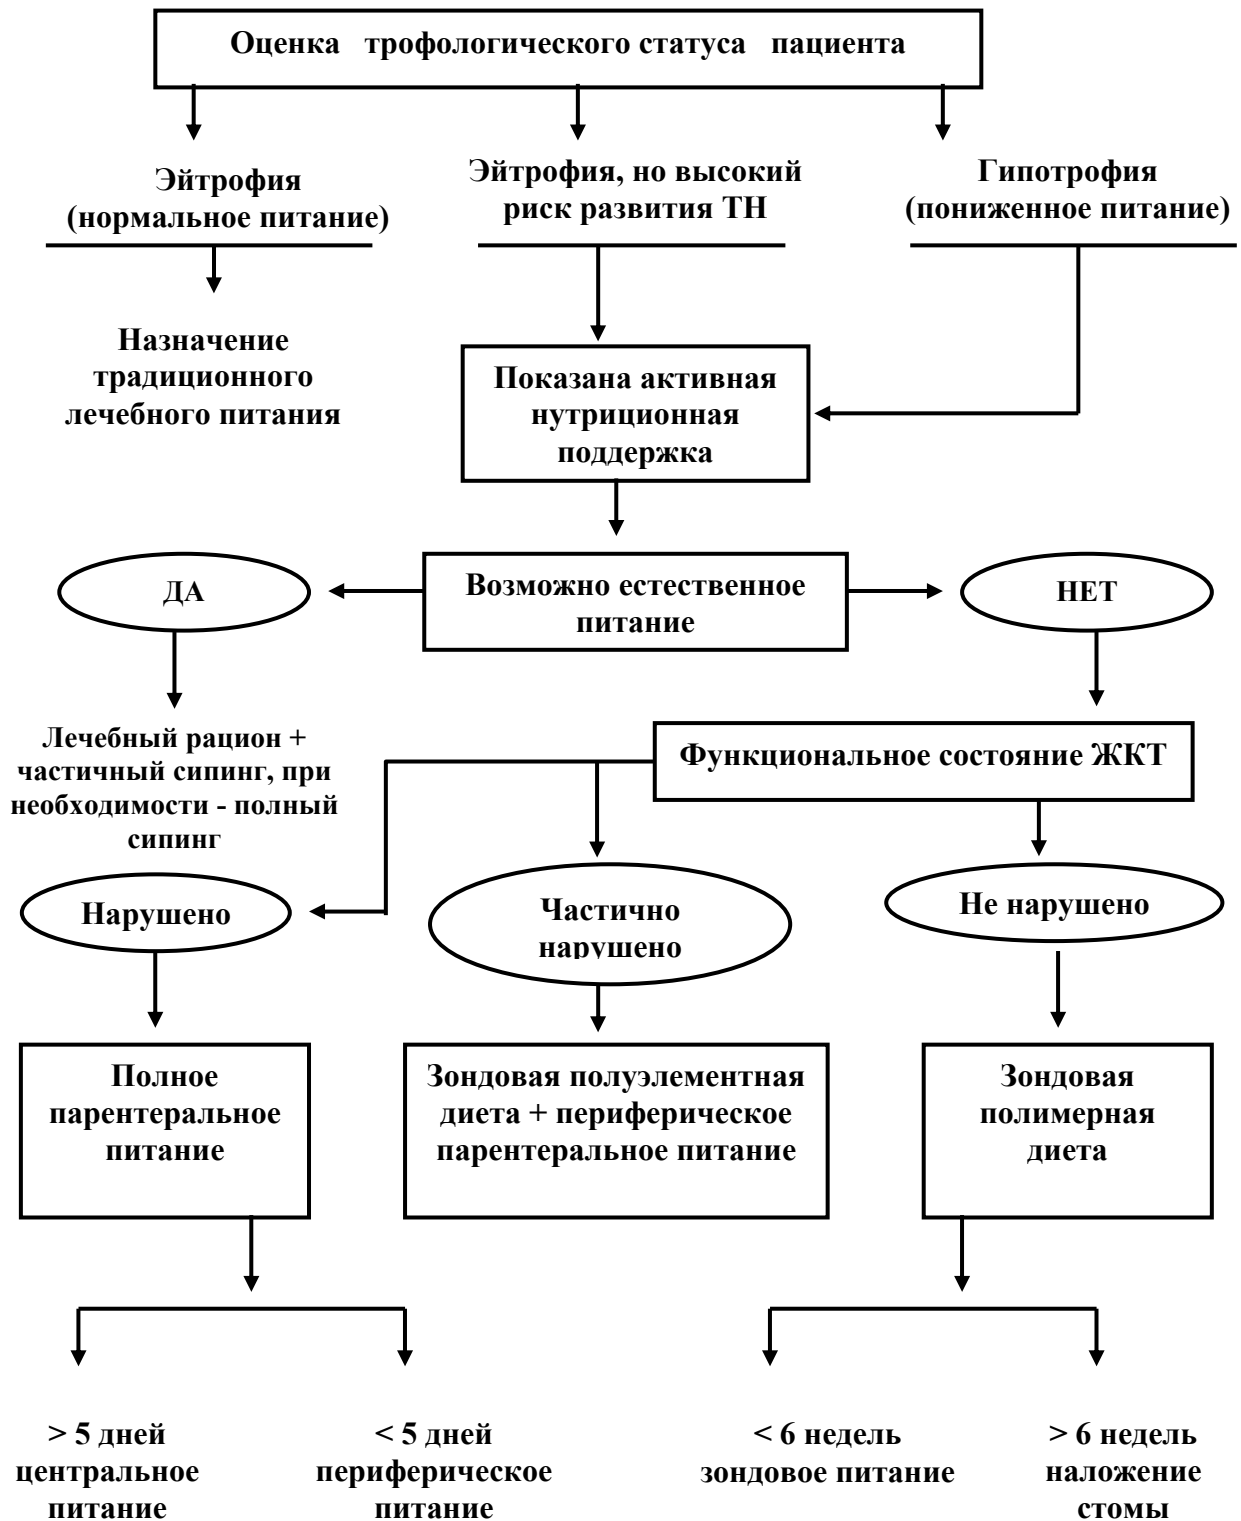 Оценка трофологического статуса пациента
Эйтрофия
(нормальное питание)
Эйтрофия, но высокий
риск развития ТН
Гипотрофия
(пониженное питание)
Назначение
традиционного
лечебного питания
Показана активная
нутриционная
поддержка
ДА
Возможно естественное
питание
НЕТ
Лечебный рацион +
частичный сипинг, при
необходимости - полный
сипинг
Функциональное состояние ЖКТ
Нарушено
Частично
нарушено
Не нарушено
Полное
парентеральное
питание
Зондовая полуэлементная
диета + периферическое
парентеральное питание
Зондовая
полимерная
диета
> 5 дней
центральное
питание
< 5 дней
периферическое
питание
< 6 недель
зондовое питание
> 6 недель
наложение
стомы